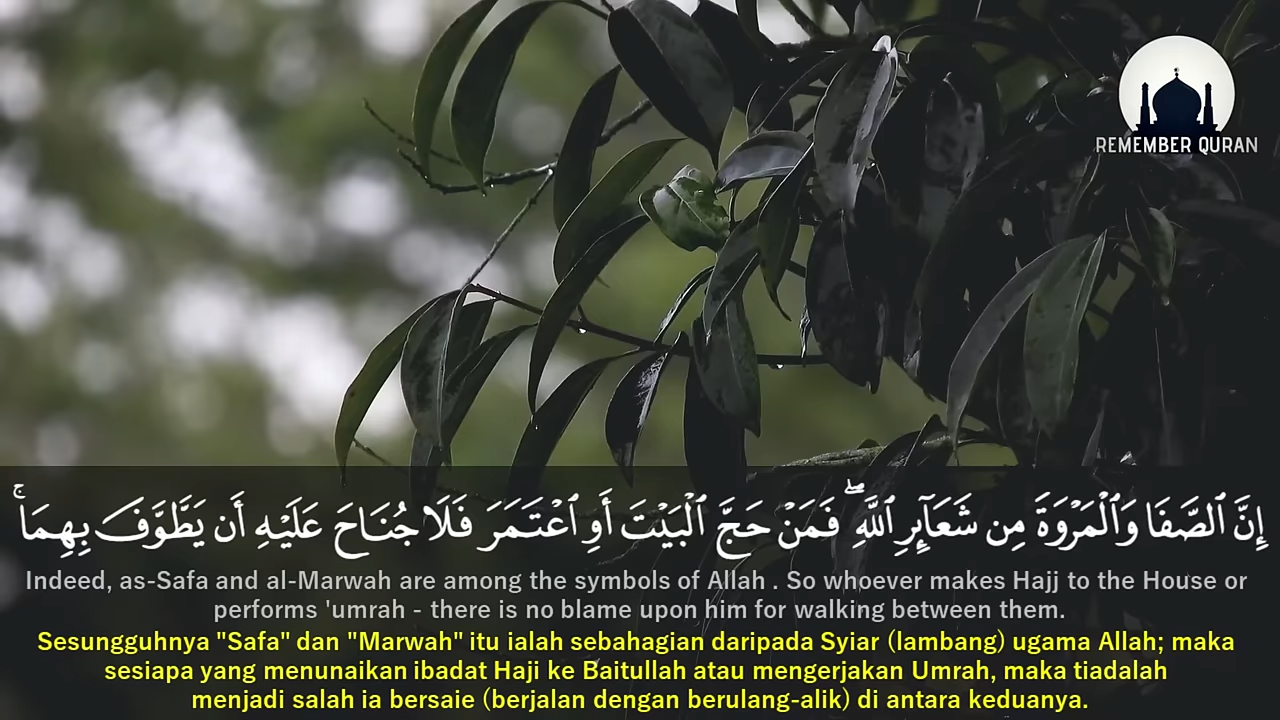 REMEMBER QURAN
إِنَّ ٱلصَّفَا وَٱلْمَرْوَةَ مِن شَعَآئِرِ ٱللَّهِ ۖ فَمَنْ حَجَّ ٱلْبَيْتَ أَوِ ٱعْتَمَرَ فَلَا جُنَاحَ عَلَيْهِ أَن يَطَّوَّفَ بِهِمَا ۚ
Indeed, as-Safa and al-Marwah are among the symbols of Allah . So whoever makes Hajj to the House or
performs 'umrah - there is no blame upon him for walking between them.
Sesungguhnya "Safa" dan "Marwah" itu ialah sebahagian daripada Syiar (lambang) ugama Allah; maka
sesiapa yang menunaikan ibadat Haji ke Baitullah atau mengerjakan Umrah, maka tiadalah
menjadi salah ia bersaie (berjalan dengan berulang-alik) di antara keduanya.